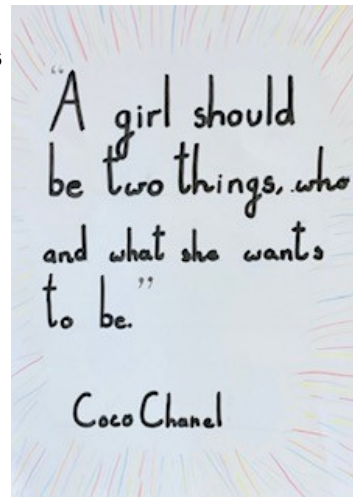 “A girl should
be two things, who
and what she wants
to be.”
Coco Chanel